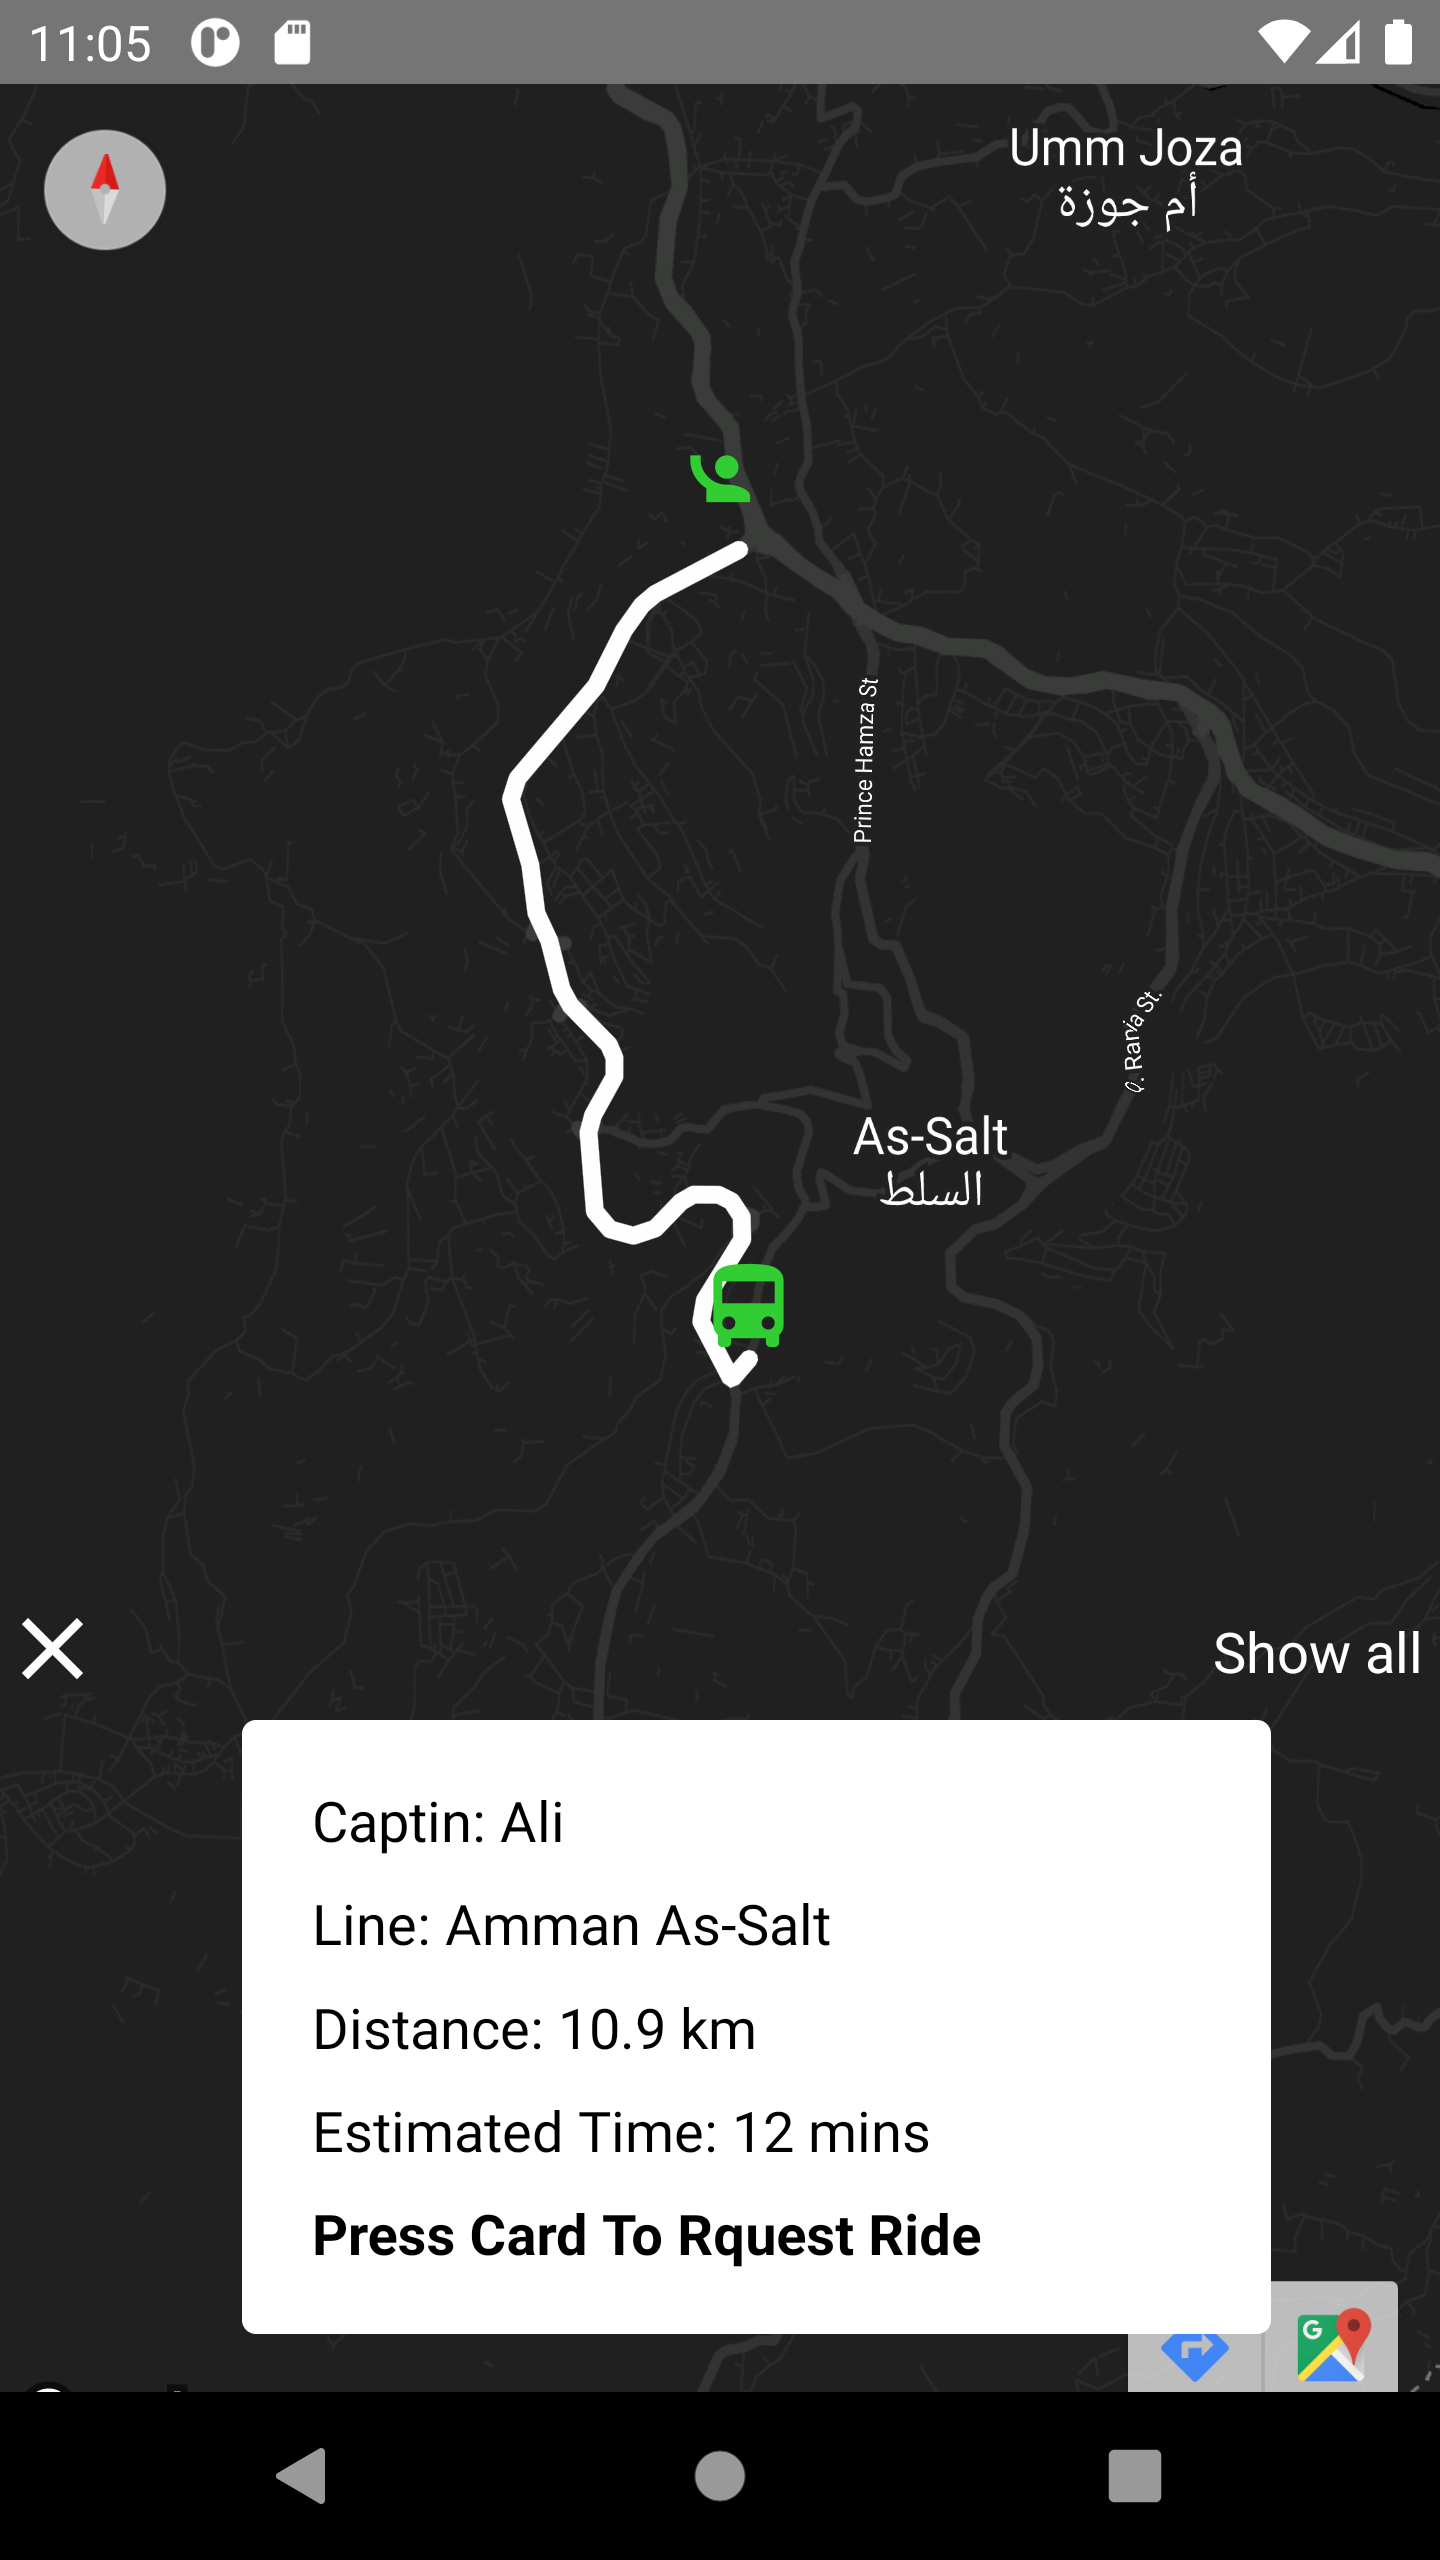 11:05
Umm Joza
أم جوزة
Prince Hamza St
Q. Rania St.
As-Salt
السلط
Show all
Captin: Ali
Line: Amman As-Salt
Distance: 10.9 km
Estimated Time: 12 mins
Press Card To Rquest Ride